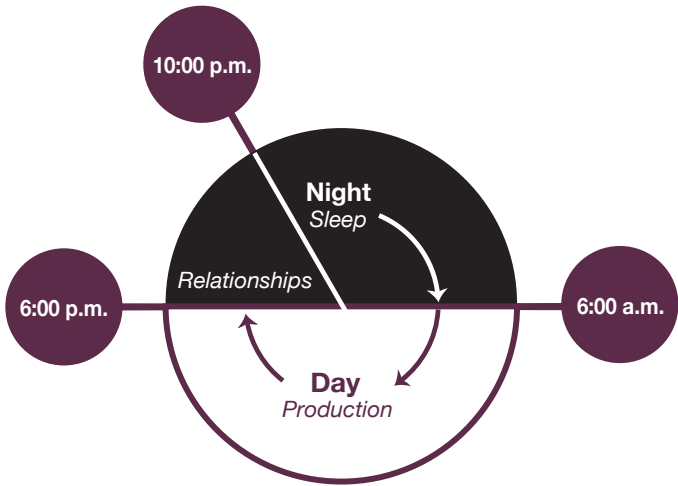 10:00 p.m.
Night
Sleep
Relationships
6:00 p.m.
6:00 a.m.
Day
Production